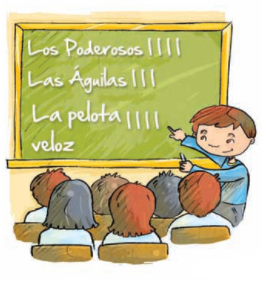 Los Poderosos ||||
Las Águilas |||
La pelota ||||
veloz